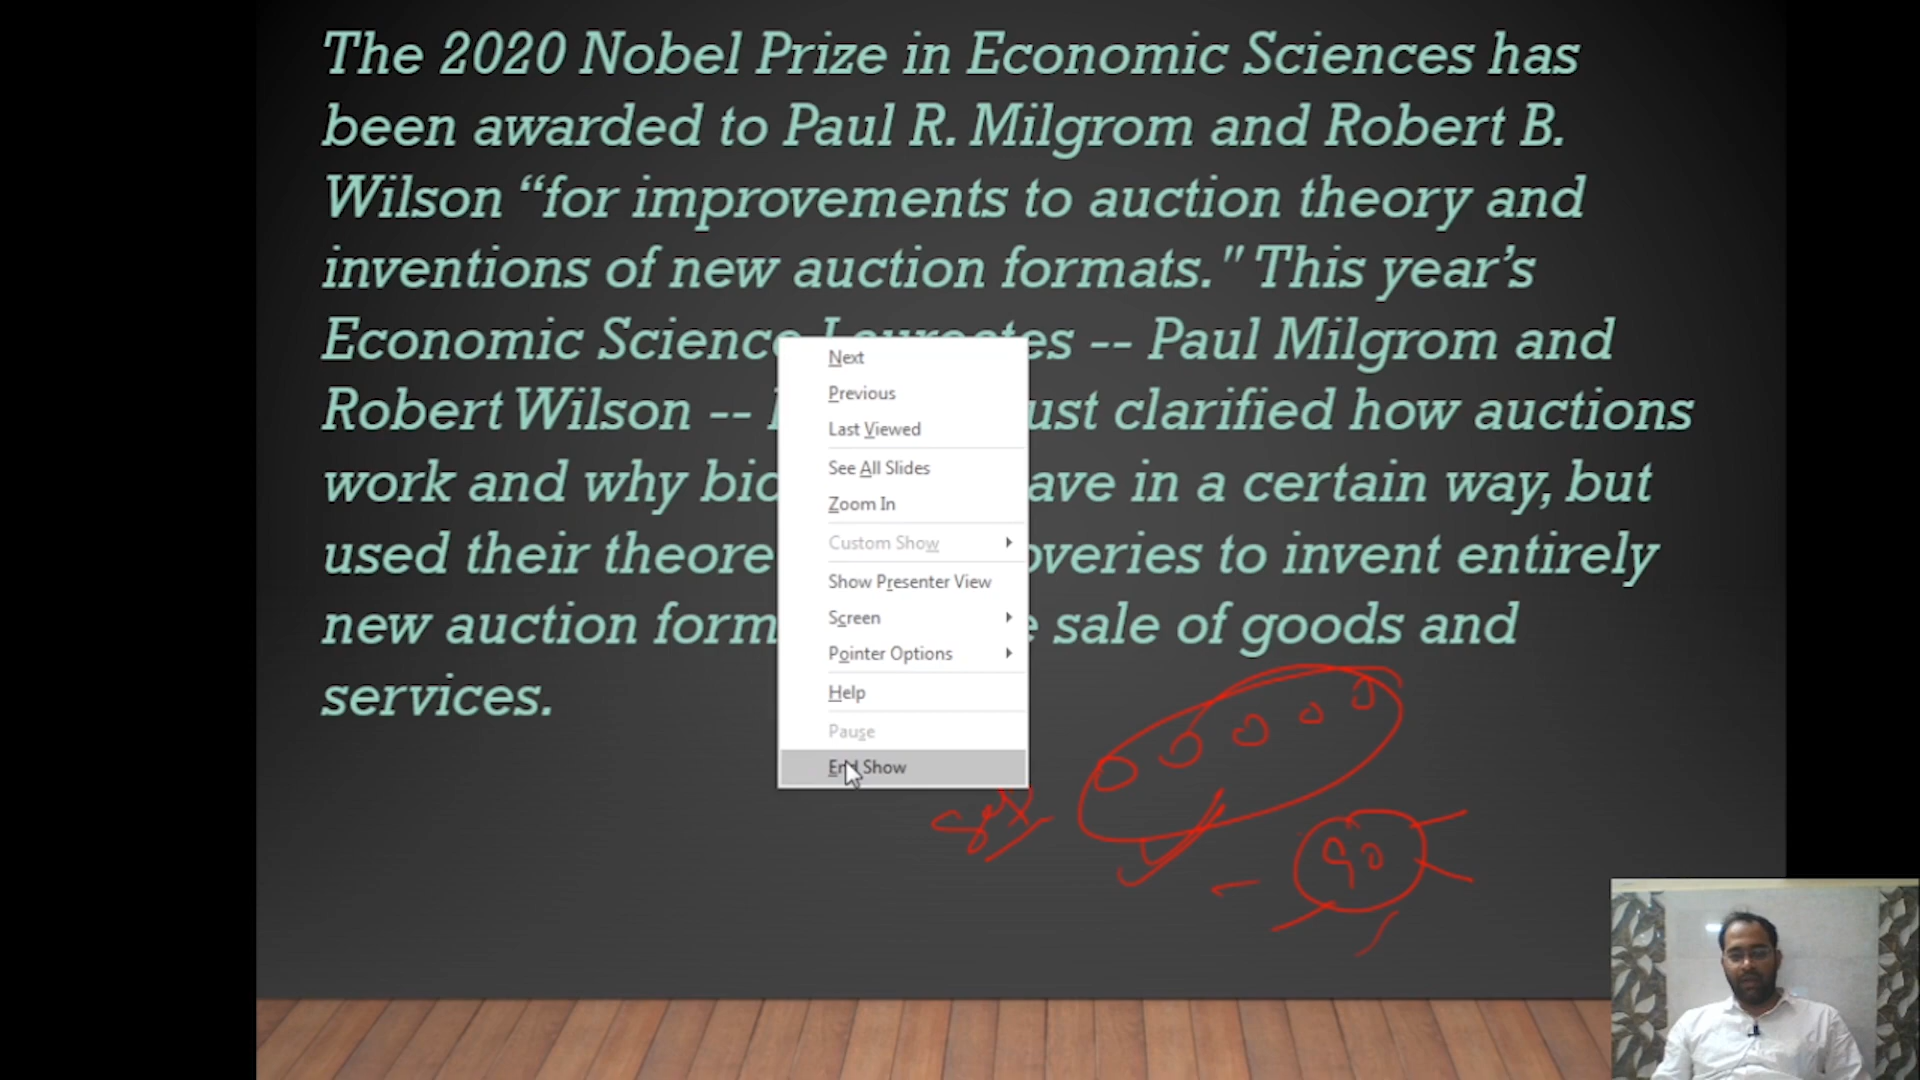 The 2020 Nobel Prize in Economic Sciences has
been awarded to Paul R. Milgrom and Robert B.
Wilson “for improvements to auction theory and
inventions of new auction formats." This year’s
Economic Science Laureates -- Paul Milgrom and
Robert Wilson -- ust clarified how auctions
work and why bid ave in a certain way, but
used their theore overies to invent entirely
new auction form e sale of goods and
services.
Next
Previous
Last Viewed
See All Slides
Zoom In
Custom Show
Show Presenter View
Screen
Pointer Options
Help
Pause
End Show
90